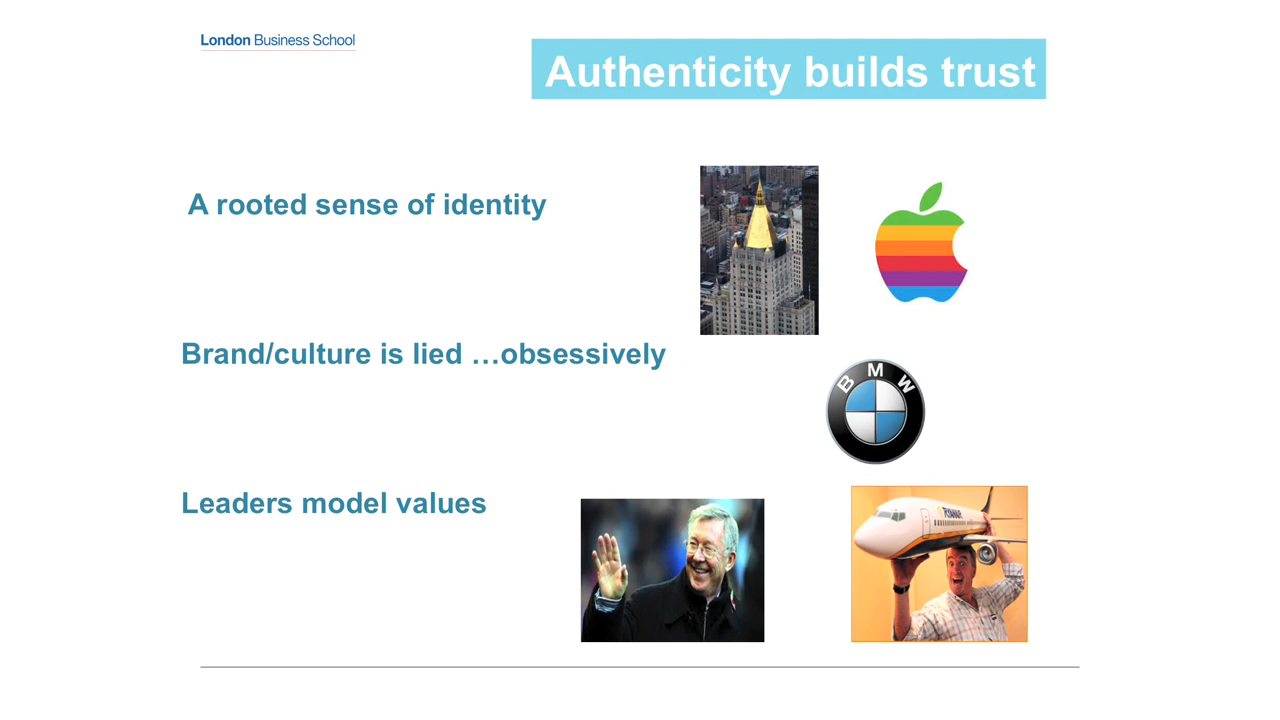 London Business School
Authenticity builds trust
A rooted sense of identity
Brand/culture is lied …obsessively
BMW
Leaders model values
RYANAIR